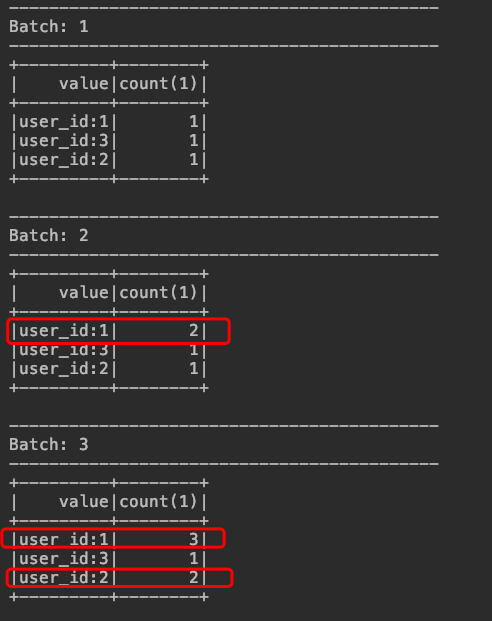 -------------------------------------------
Batch: 1
-------------------------------------------
+---------+--------+
|    value|count(1)|
+---------+--------+
|user_id:1|       1|
|user_id:3|       1|
|user_id:2|       1|
+---------+--------+
-------------------------------------------
Batch: 2
-------------------------------------------
+---------+--------+
|    value|count(1)|
+---------+--------+
|user_id:1|       2|
|user_id:3|       1|
|user_id:2|       1|
+---------+--------+
-------------------------------------------
Batch: 3
-------------------------------------------
+---------+--------+
|    value|count(1)|
+---------+--------+
|user_id:1|       3|
|user_id:3|       1|
|user_id:2|       2|
+---------+--------+